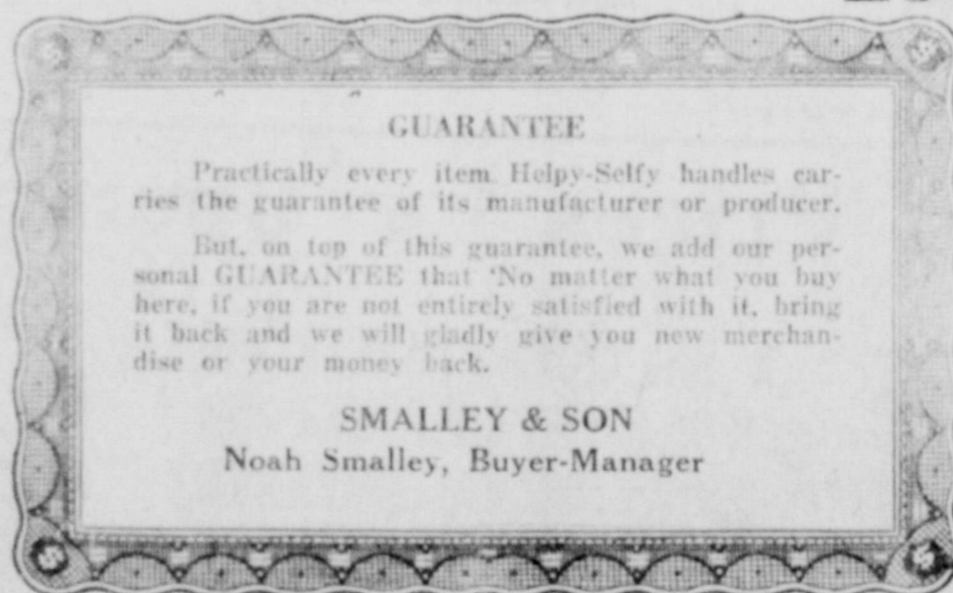 GUARANTEE
Practically every item Helpy-Selfy handles car-
ries the guarantee of its manufacturer or producer.
But, on top of this guarantee, we add our per-
sonal GUARANTEE that 'No matter what you buy
here, if you are not entirely satisfied with it, bring
it back and we will gladly give you new merchan-
dise or your money back.
SMALLEY & SON
Noah Smalley, Buyer-Manager